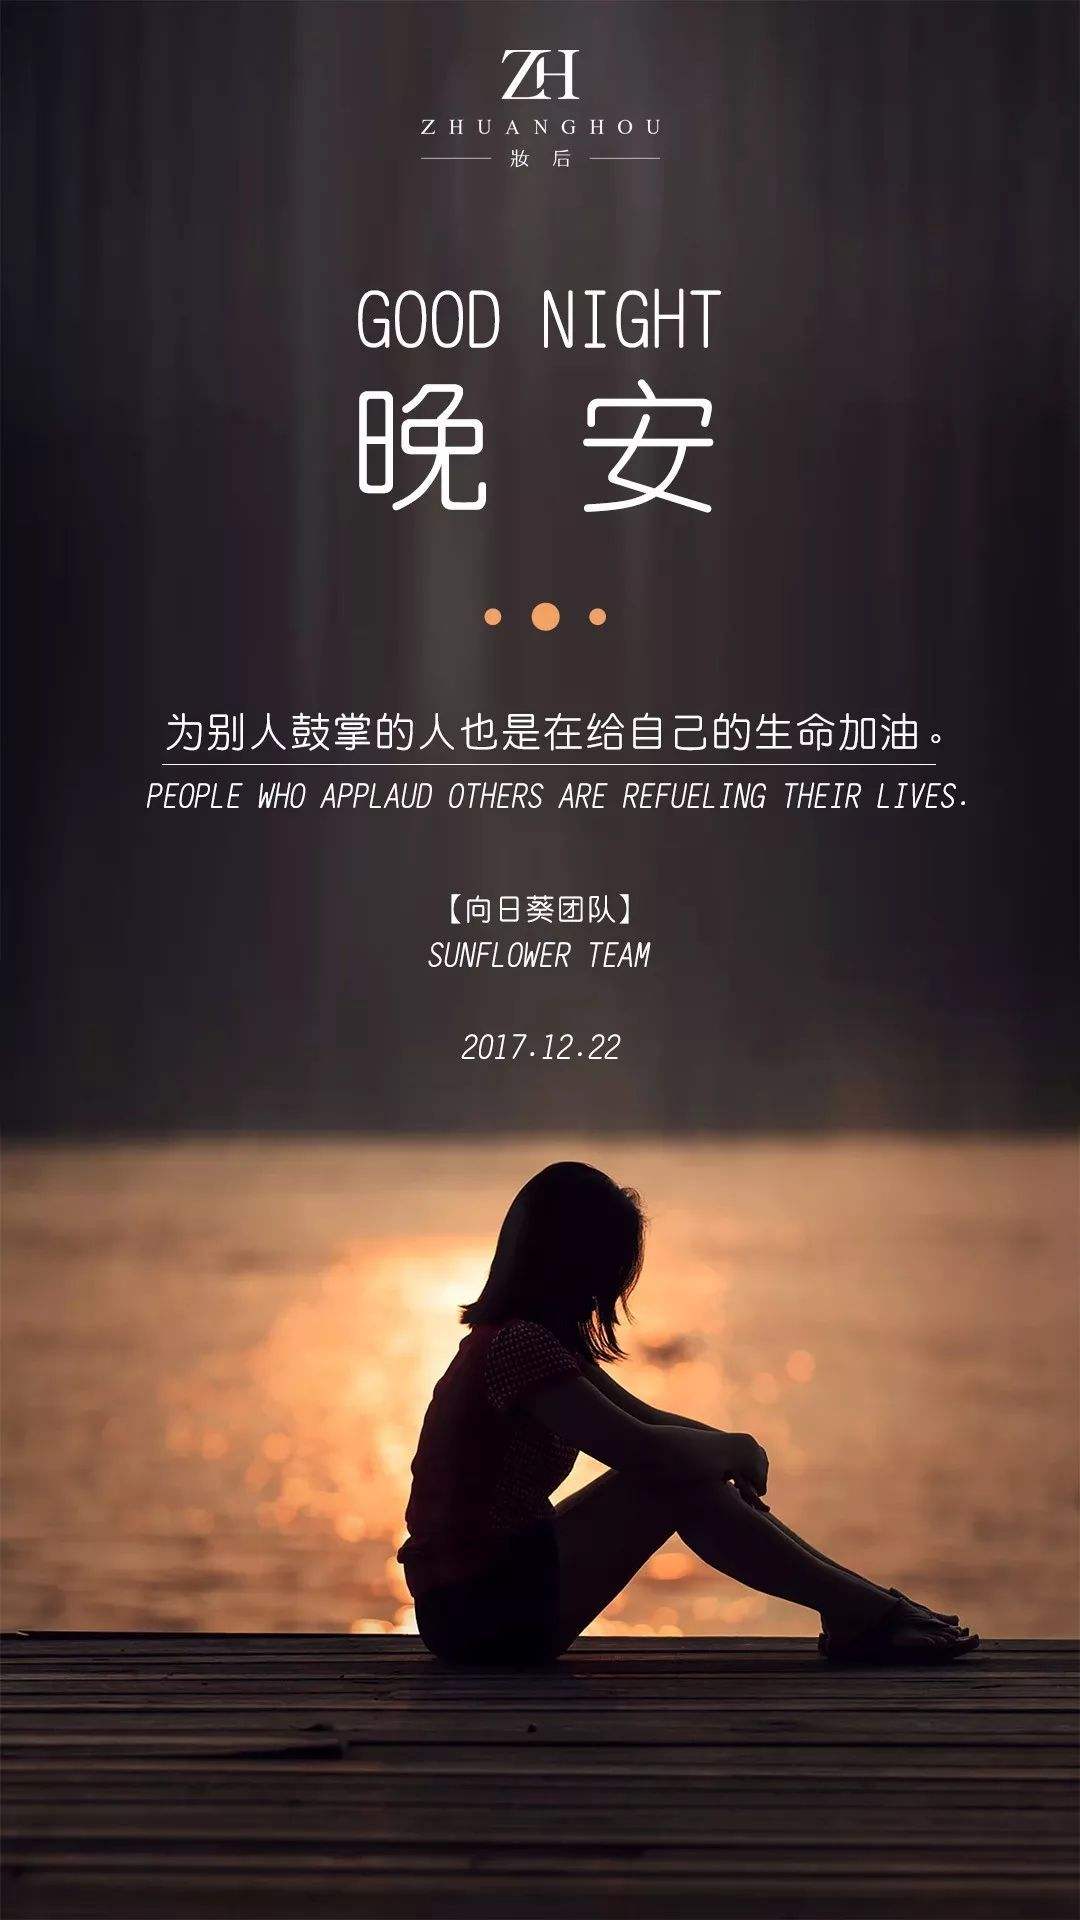 ZH
ZHUANGHOU
妝后
GOOD NIGHT
晚安
为别人鼓掌的人也是在给自己的生命加油。
PEOPLE WHO APPLAUD OTHERS ARE REFUELING THEIR LIVES.
【向日葵团队】
SUNFLOWER TEAM
2017.12.22